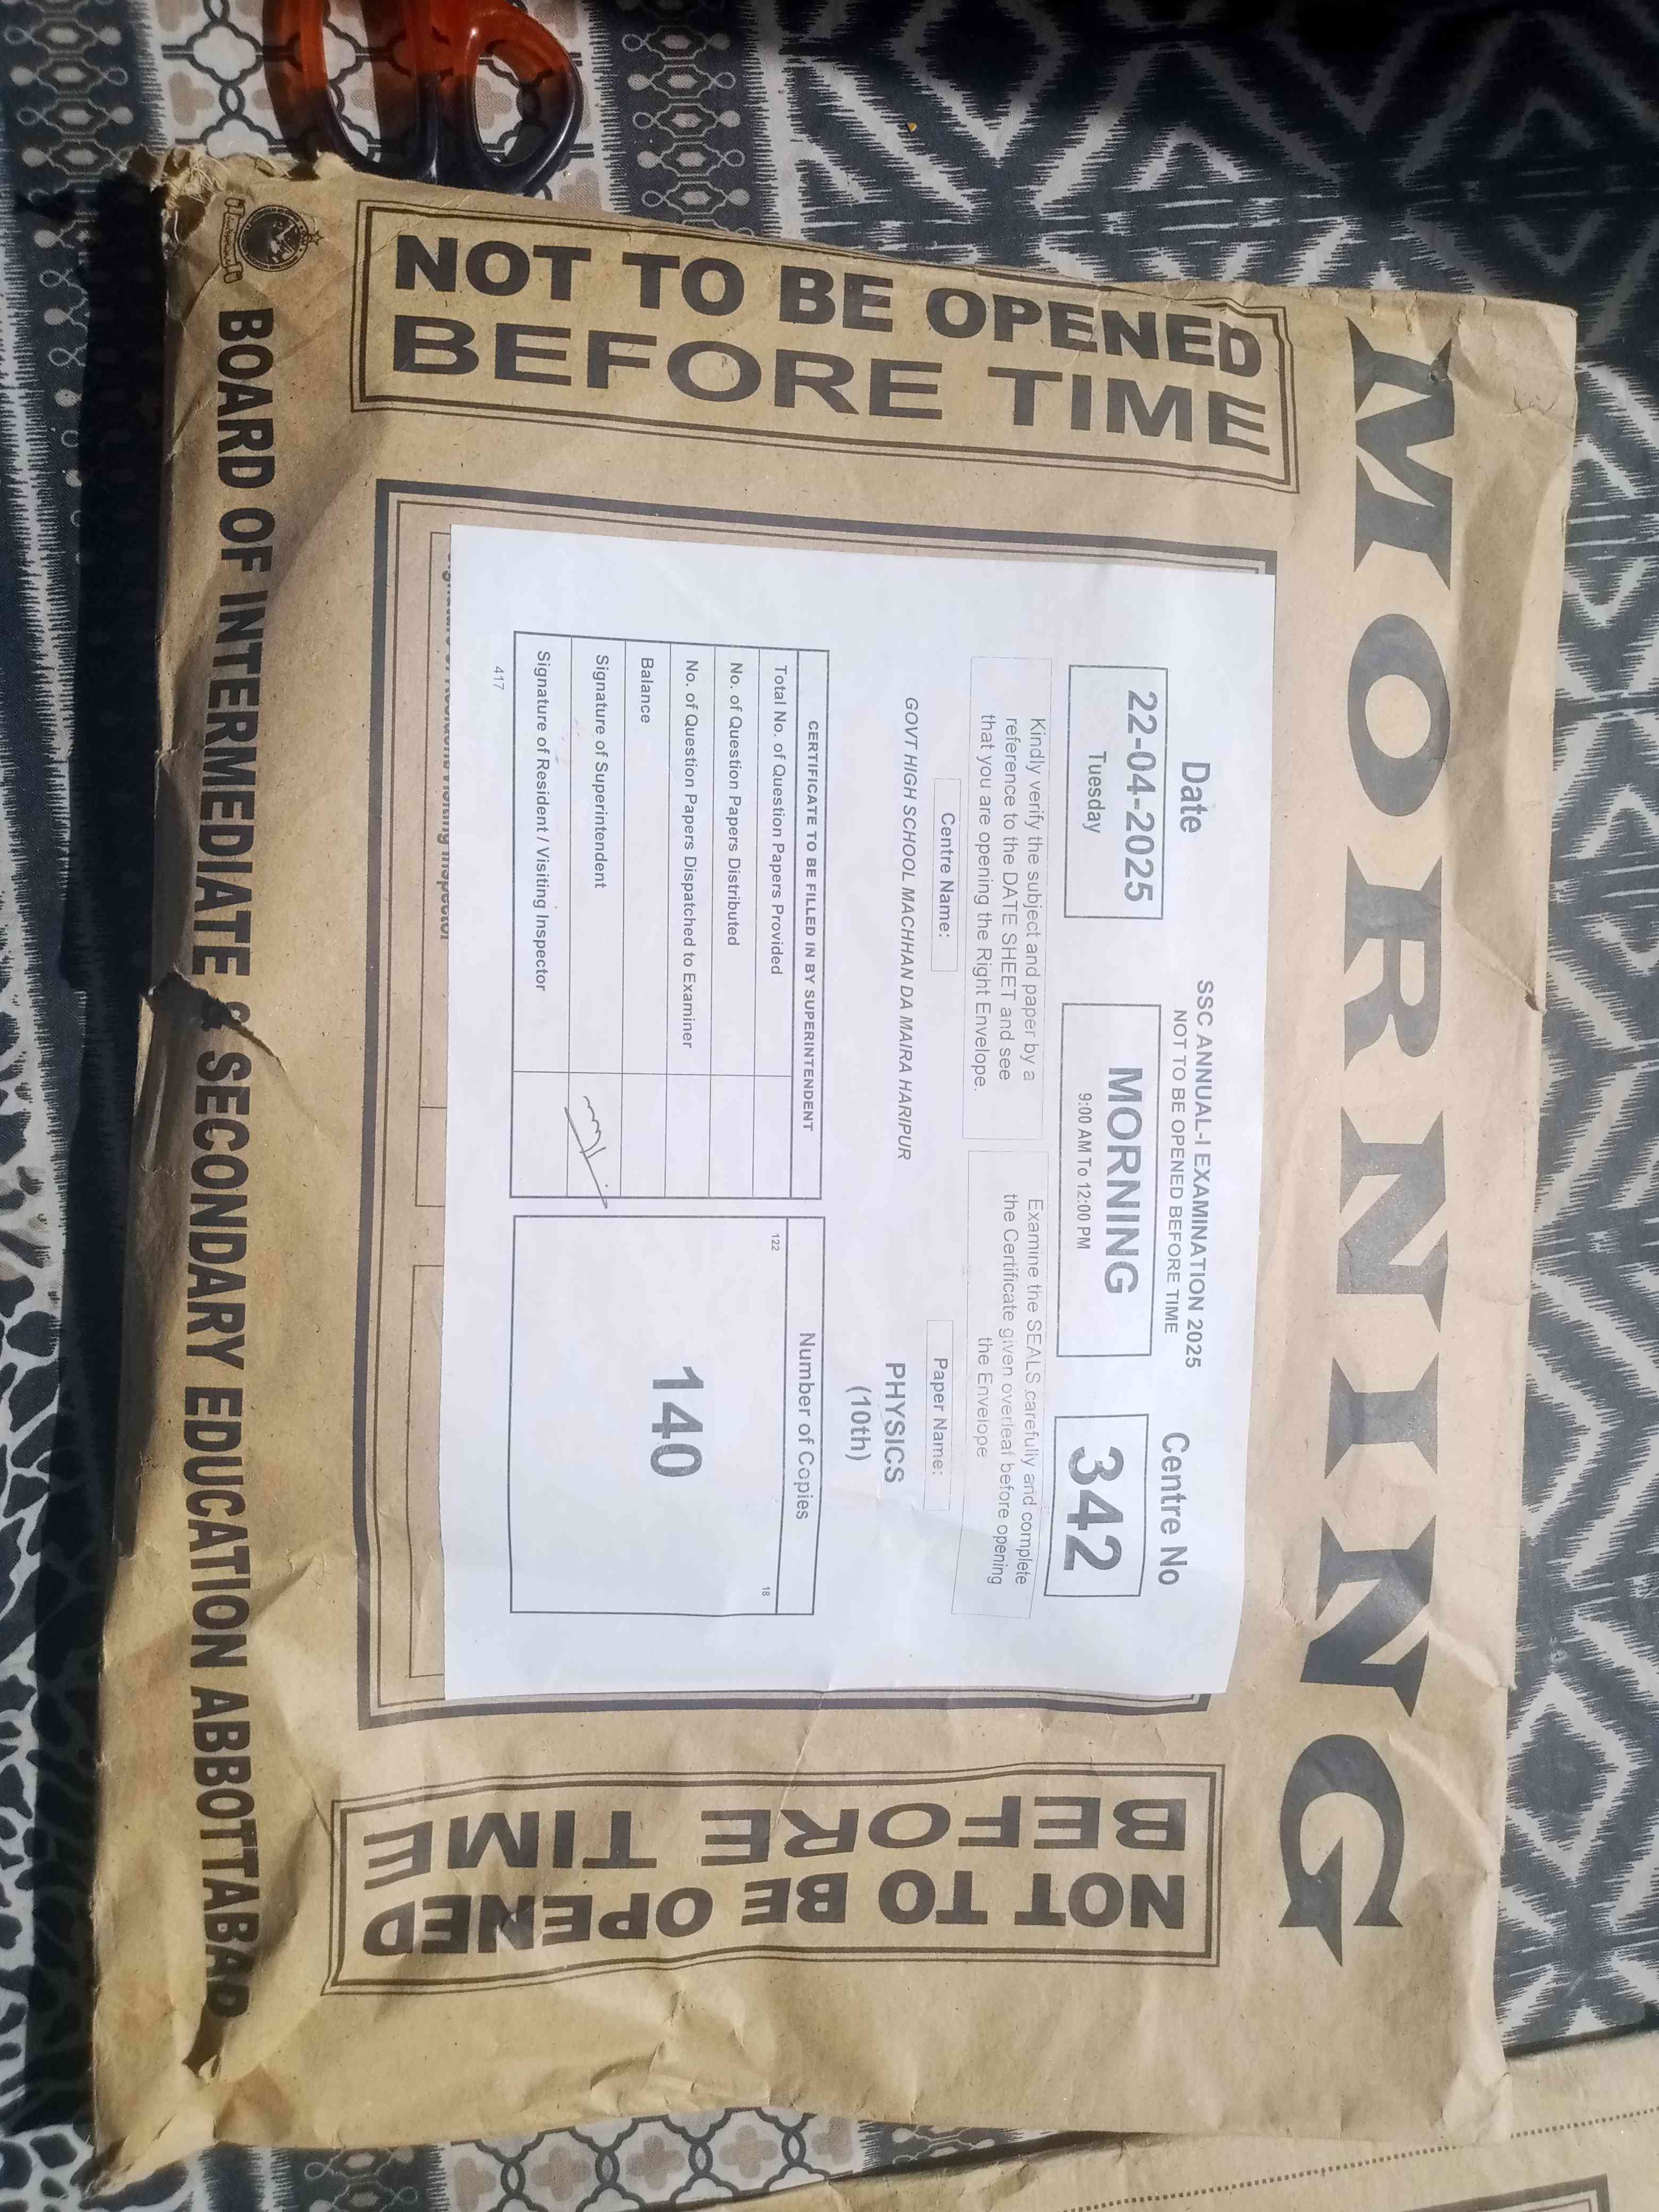 MORNING
NOT TO BE OPENED
BEFORE TIME
SSC ANNUAL-I EXAMINATION 2025
NOT TO BE OPENED BEFORE TIME
Date
22-04-2025
Tuesday
MORNING
9:00 AM To 12:00 PM
Centre No
342
Kindly verify the subject and paper by a
reference to the DATE SHEET and see
that you are opening the Right Envelope.
Examine the SEALS carefully and complete
the Certificate given overleaf before opening
the Envelope
Centre Name:
GOVT HIGH SCHOOL MACHHAN DA MAIRA HARIPUR
Paper Name:
PHYSICS
(10th)
CERTIFICATE TO BE FILLED IN BY SUPERINTENDENT
Total No. of Question Papers Provided
No. of Question Papers Distributed
No. of Question Papers Dispatched to Examiner
Balance
Signature of Superintendent
Signature of Resident / Visiting Inspector
417
Number of Copies
122
18
140
NOT TO BE OPENED
BEFORE TIME
BOARD OF INTERMEDIATE & SECONDARY EDUCATION ABBOTTABAD